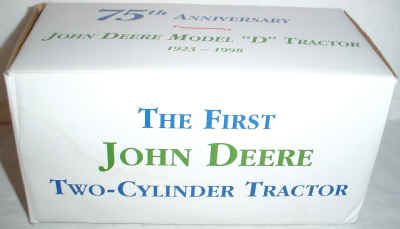 75th Anniversary
John Deere Model "D" Tractor
1923 – 1998
The First
John Deere
Two-Cylinder Tractor